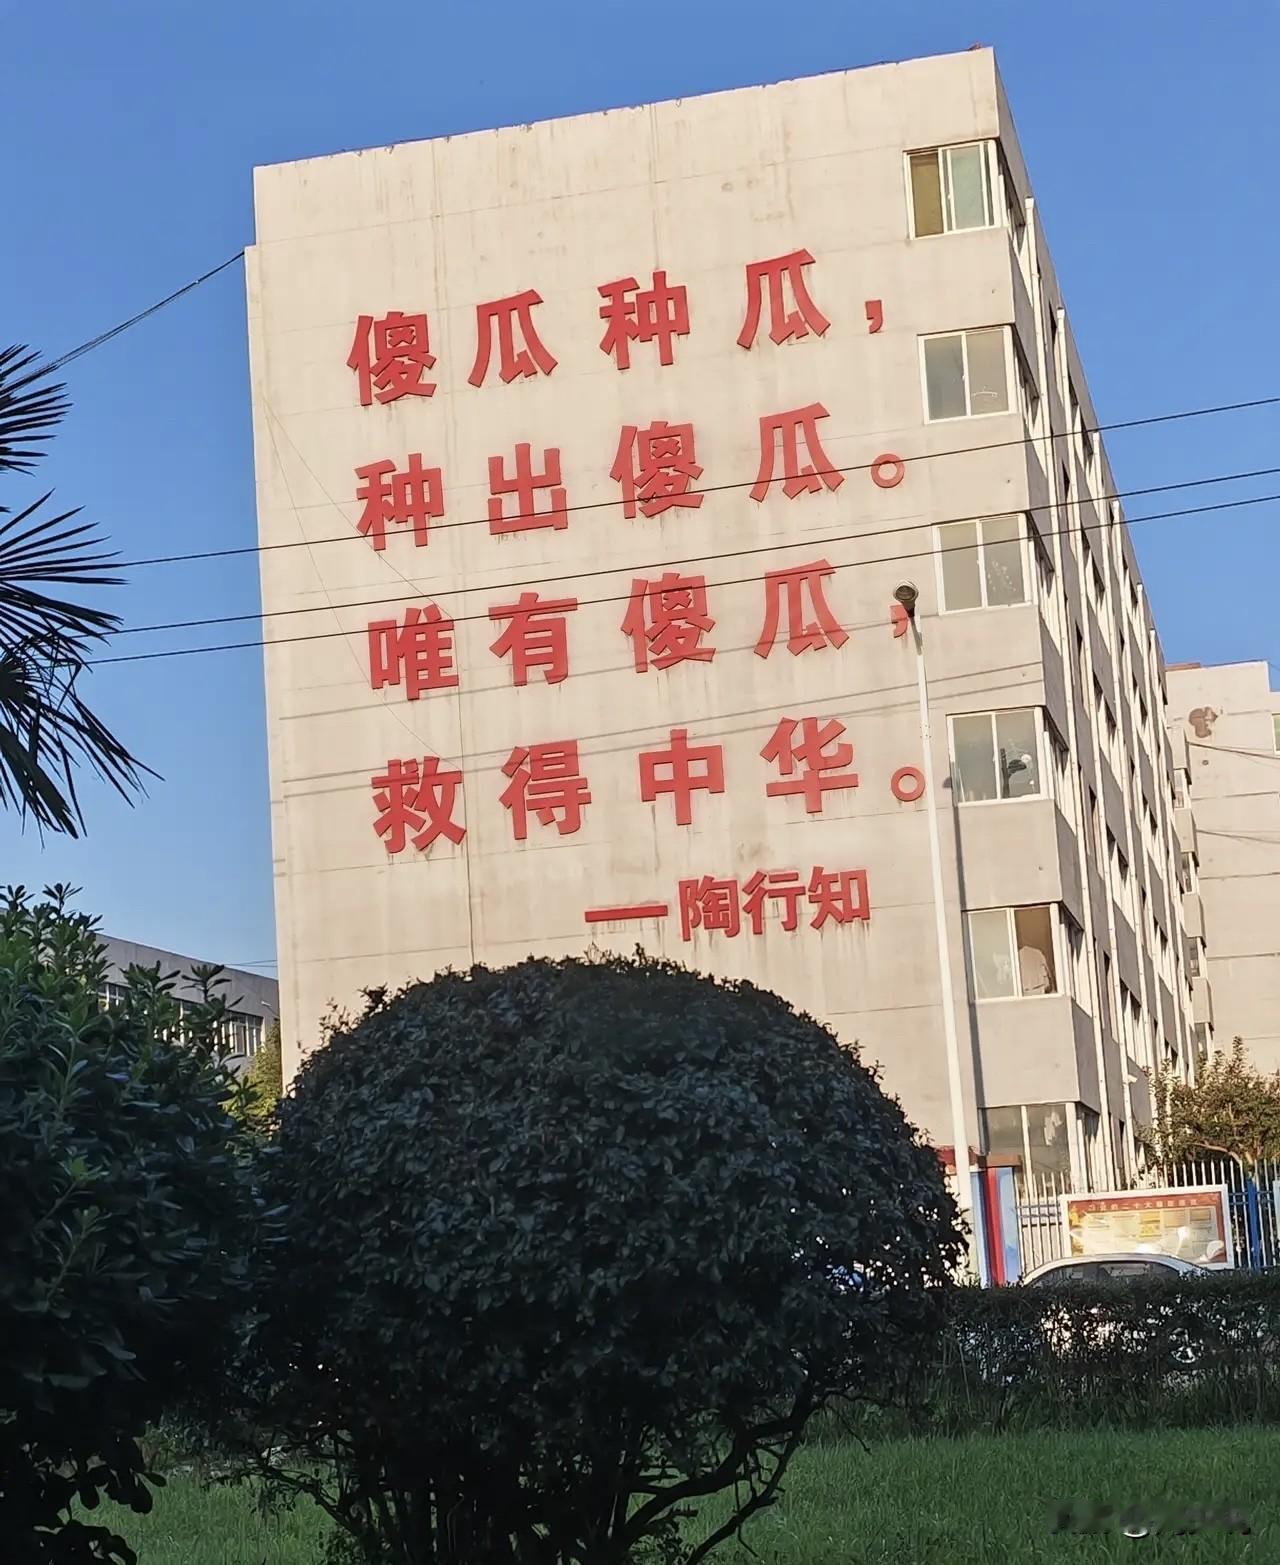 傻瓜种瓜，
种出傻瓜。
唯有傻瓜，
救得中华。
—陶行知